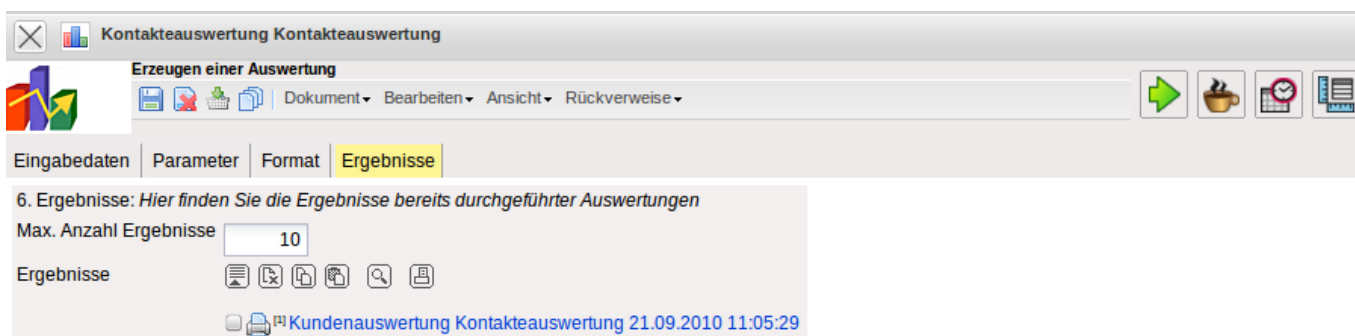 Kontakteauswertung Kontakteauswertung
Erzeugen einer Auswertung
Dokument Bearbeiten Ansicht Rückverweise
Eingabedaten Parameter Format Ergebnisse
6. Ergebnisse: Hier finden Sie die Ergebnisse bereits durchgeführter Auswertungen
Max. Anzahl Ergebnisse 10
Ergebnisse
[1] Kundenauswertung Kontakteauswertung 21.09.2010 11:05:29